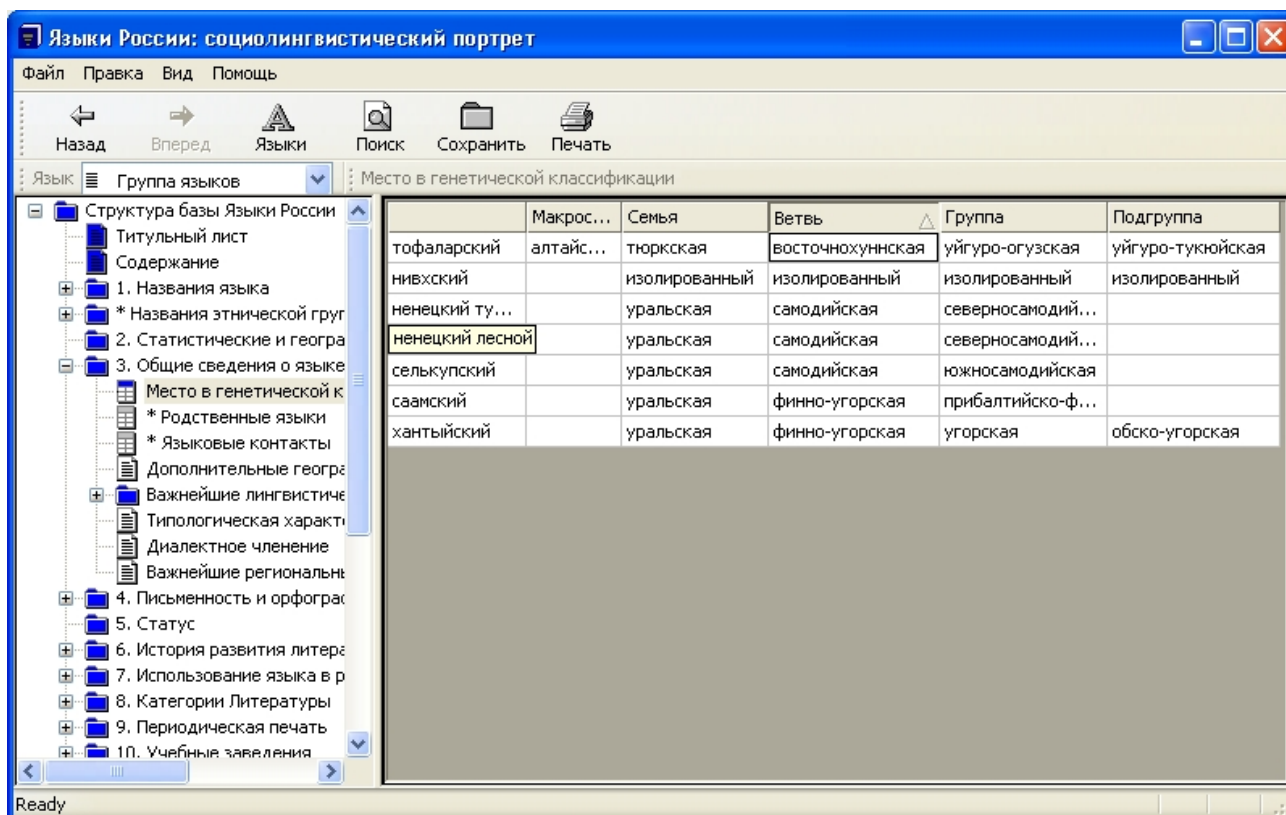 Языки России: социолингвистический портрет
Файл Правка Вид Помощь
Назад Вперед Языки Поиск Сохранить Печать
Язык Группа языков Место в генетической классификации
Структура базы Языки России
Титульный лист
Содержание
1. Названия языка
* Названия этнической груп
2. Статистические и геогра
3. Общие сведения о языке
Место в генетической к
* Родственные языки
* Языковые контакты
Дополнительные геогра
Важнейшие лингвистиче
Типологическая характ
Диалектное членение
Важнейшие региональн
4. Письменность и орфограс
5. Статус
6. История развития литера
7. Использование языка в р
8. Категории Литературы
9. Периодическая печать
10. Учебные заведения
Макрос... Семья Ветвь Группа Подгруппа
тофаларский алтайс... тюркская восточнохуннская уйгуро-огузская уйгуро-тукюйская
нивхский изолированный изолированный изолированный изолированный
ненецкий ту... уральская самодийская северносамодий...
ненецкий лесной уральская самодийская северносамодий...
селькупский уральская самодийская южносамодийская
саамский уральская финно-угорская прибалтийско-ф...
хантыйский уральская финно-угорская угорская обско-угорская
Ready